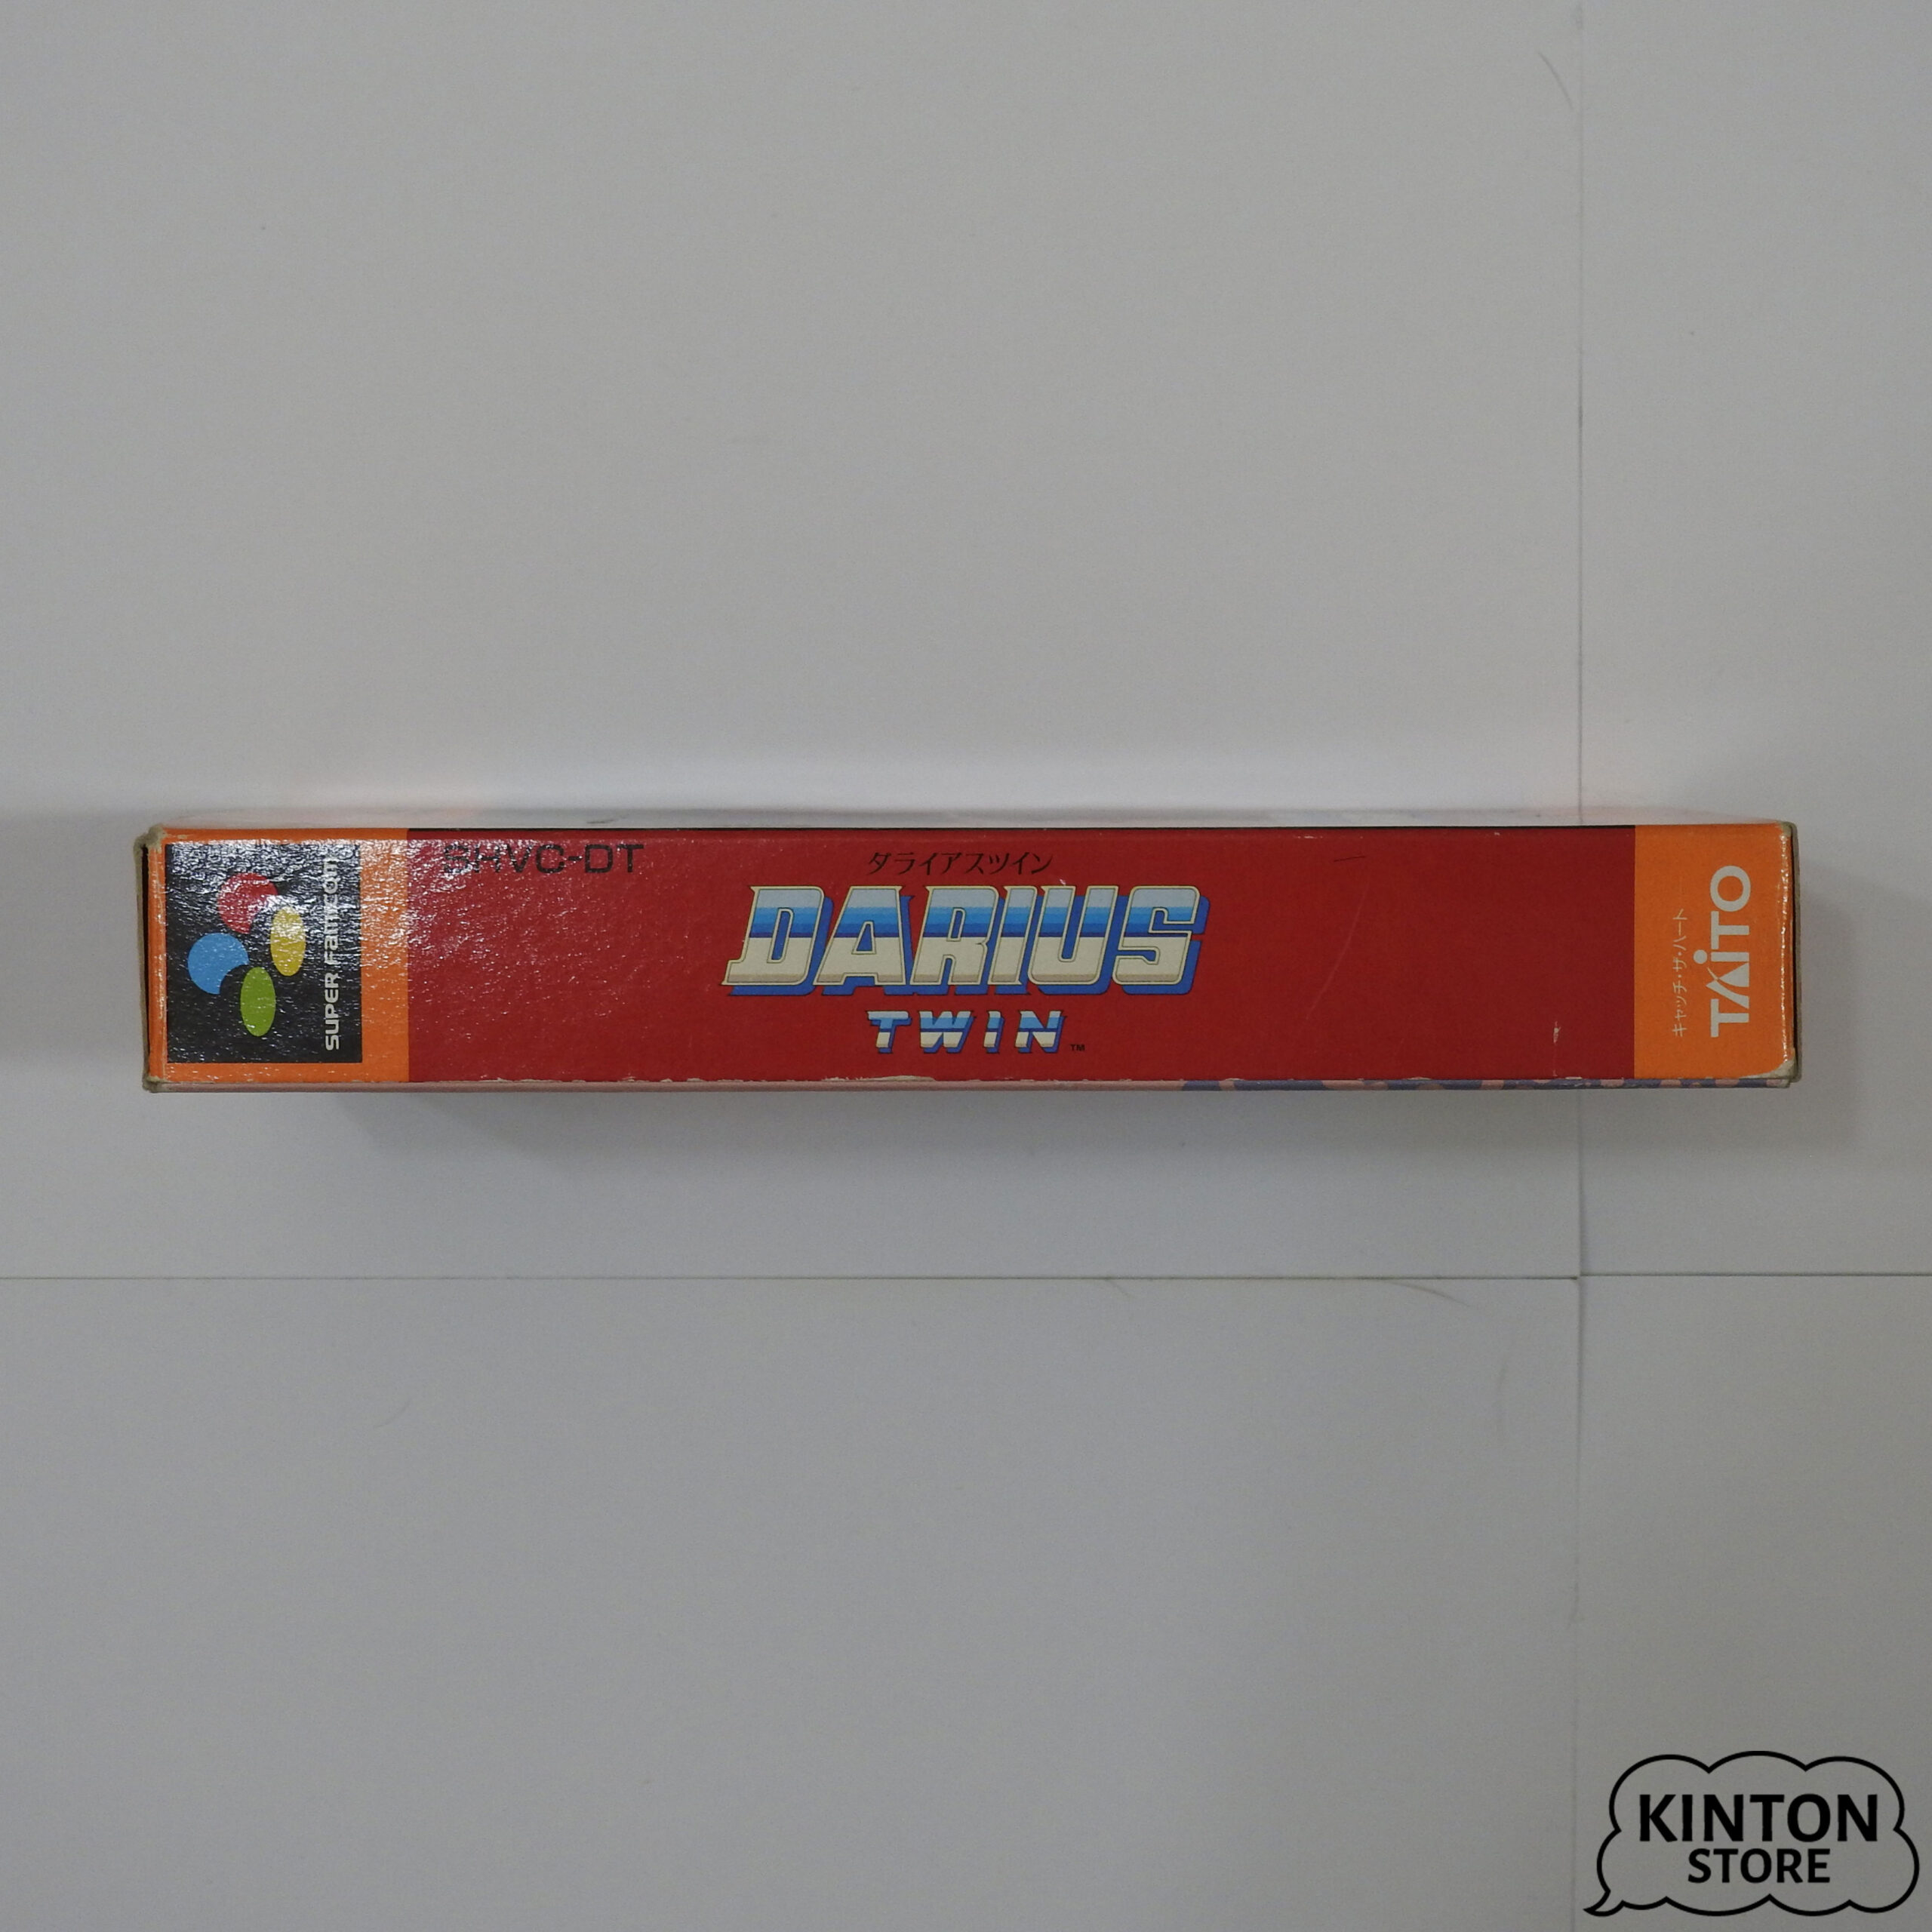 SUPER FAMICOM
SHVC-DT
ダライアスツイン
DARIUS
TWIN
TM
キャッチ・ザ・ハート
TAITO
KINTON
STORE